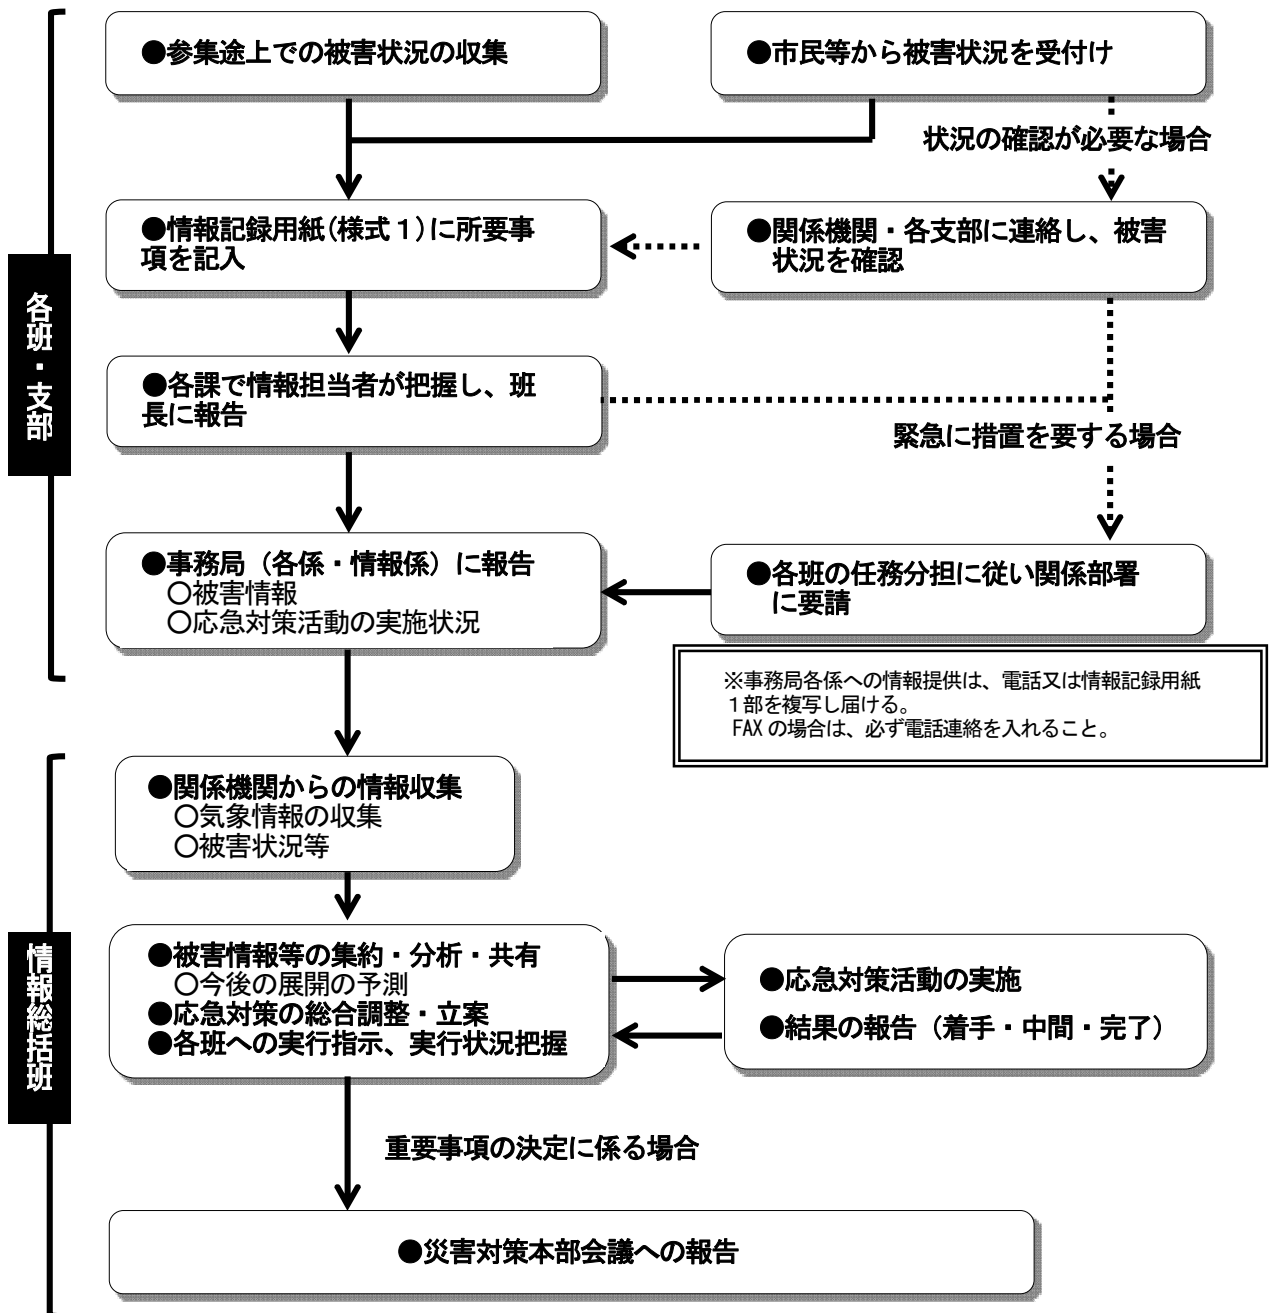 ●参集途上での被害状況の収集
●市民等から被害状況を受付け
状況の確認が必要な場合
●情報記録用紙(様式１)に所要事
項を記入
●関係機関・各支部に連絡し、被害
状況を確認
各班・支部
●各課で情報担当者が把握し、班
長に報告
緊急に措置を要する場合
●事務局（各係・情報係）に報告
○被害情報
○応急対策活動の実施状況
●各班の任務分担に従い関係部署
に要請
※事務局各係への情報提供は、電話又は情報記録用紙
１部を複写し届ける。
FAX の場合は、必ず電話連絡を入れること。
●関係機関からの情報収集
○気象情報の収集
○被害状況等
情報総括班
●被害情報等の集約・分析・共有
○今後の展開の予測
●応急対策の総合調整・立案
●各班への実行指示、実行状況把握
●応急対策活動の実施
●結果の報告（着手・中間・完了）
重要事項の決定に係る場合
●災害対策本部会議への報告